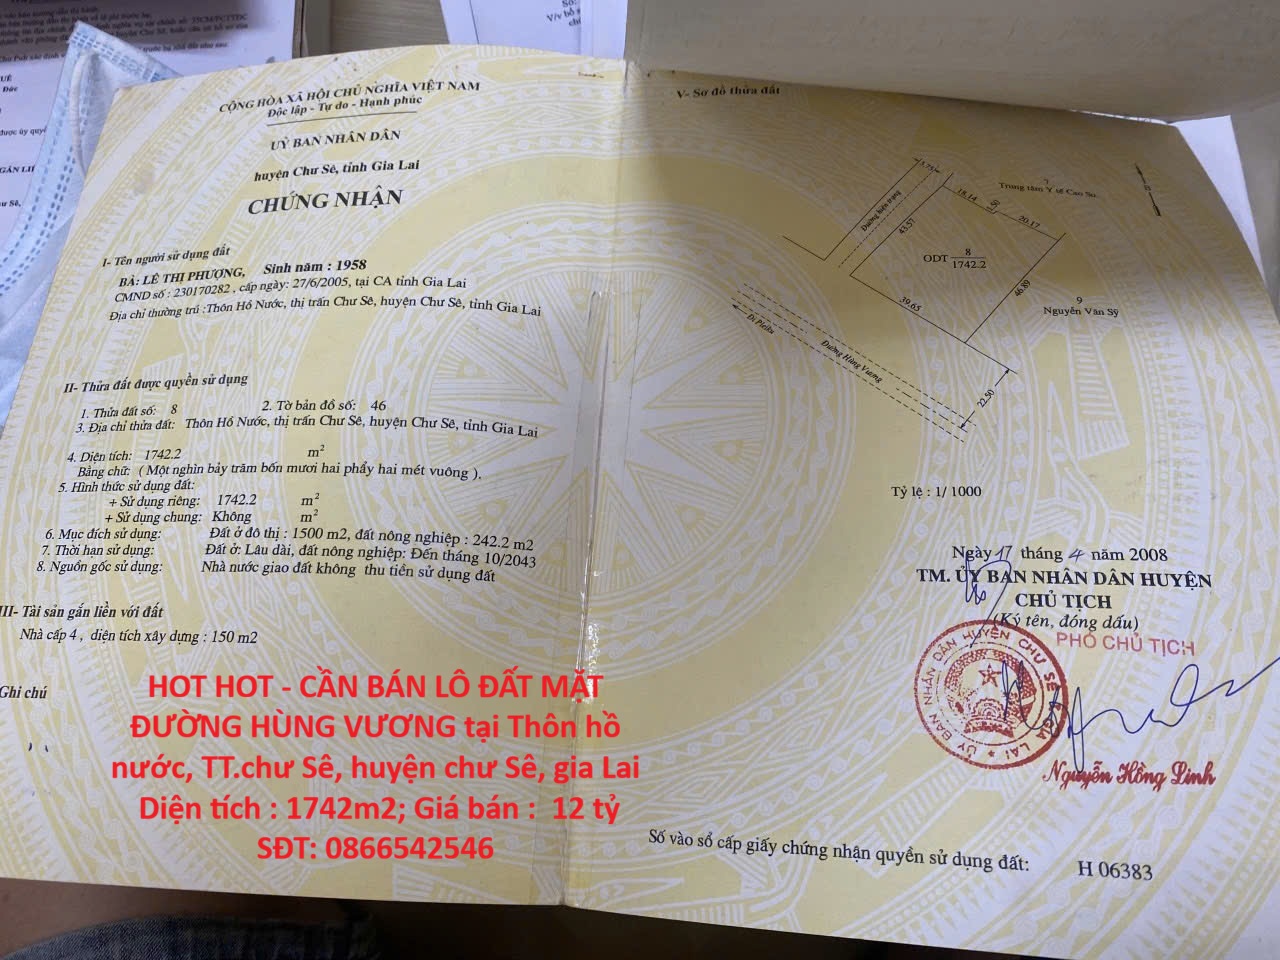 CỘNG HÒA XÃ HỘI CHỦ NGHĨA VIỆT NAM
Độc lập - Tự do - Hạnh phúc
UỶ BAN NHÂN DÂN
huyện Chư Sê, tỉnh Gia Lai
CHỨNG NHẬN
I- Tên người sử dụng đất
BÀ: LÊ THỊ PHƯỢNG, Sinh năm : 1958
CMND số : 230170282 , cấp ngày: 27/6/2005, tại CA tỉnh Gia Lai
Địa chỉ thường trú :Thôn Hồ Nước, thị trấn Chư Sê, huyện Chư Sê, tỉnh Gia Lai
II- Thửa đất được quyền sử dụng
1. Thửa đất số: 8 2. Tờ bản đồ số: 46
3. Địa chỉ thửa đất: Thôn Hồ Nước, thị trấn Chư Sê, huyện Chư Sê, tỉnh Gia Lai
4. Diện tích: 1742.2 m2
Bằng chữ: ( Một nghìn bảy trăm bốn mươi hai phẩy hai mét vuông ).
5. Hình thức sử dụng đất:
+ Sử dụng riêng: 1742.2 m2
+ Sử dụng chung: Không m2
6. Mục đích sử dụng: Đất ở đô thị : 1500 m2, đất nông nghiệp : 242.2 m2
7. Thời hạn sử dụng: Đất ở: Lâu dài, đất nông nghiệp: Đến tháng 10/2043
8. Nguồn gốc sử dụng: Nhà nước giao đất không thu tiền sử dụng đất
III- Tài sản gắn liền với đất
Nhà cấp 4 , diện tích xây dựng : 150 m2
Ghi chú
HOT HOT - CẦN BÁN LÔ ĐẤT MẶT
ĐƯỜNG HÙNG VƯƠNG tại Thôn hồ
nước, TT.chư Sê, huyện chư Sê, gia Lai
Diện tích : 1742m2; Giá bán : 12 tỷ
SĐT: 0866542546
V- Sơ đồ thửa đất
3.75
Đường hiện trạng
43.57
18.14
20.17
7
Trung tâm Y tế Cao Su
ODT 8
1742.2
46.89
39.65
9
Nguyễn Văn Sỹ
Đi Pleiku
Đường Hùng Vương
22.50
Tỷ lệ : 1/ 1000
Ngày 17 tháng 4 năm 2008
TM. ỦY BAN NHÂN DÂN HUYỆN
CHỦ TỊCH
(Ký tên, đóng dấu)
PHÓ CHỦ TỊCH
Nguyễn Hồng Linh
Số vào sổ cấp giấy chứng nhận quyền sử dụng đất: H 06383